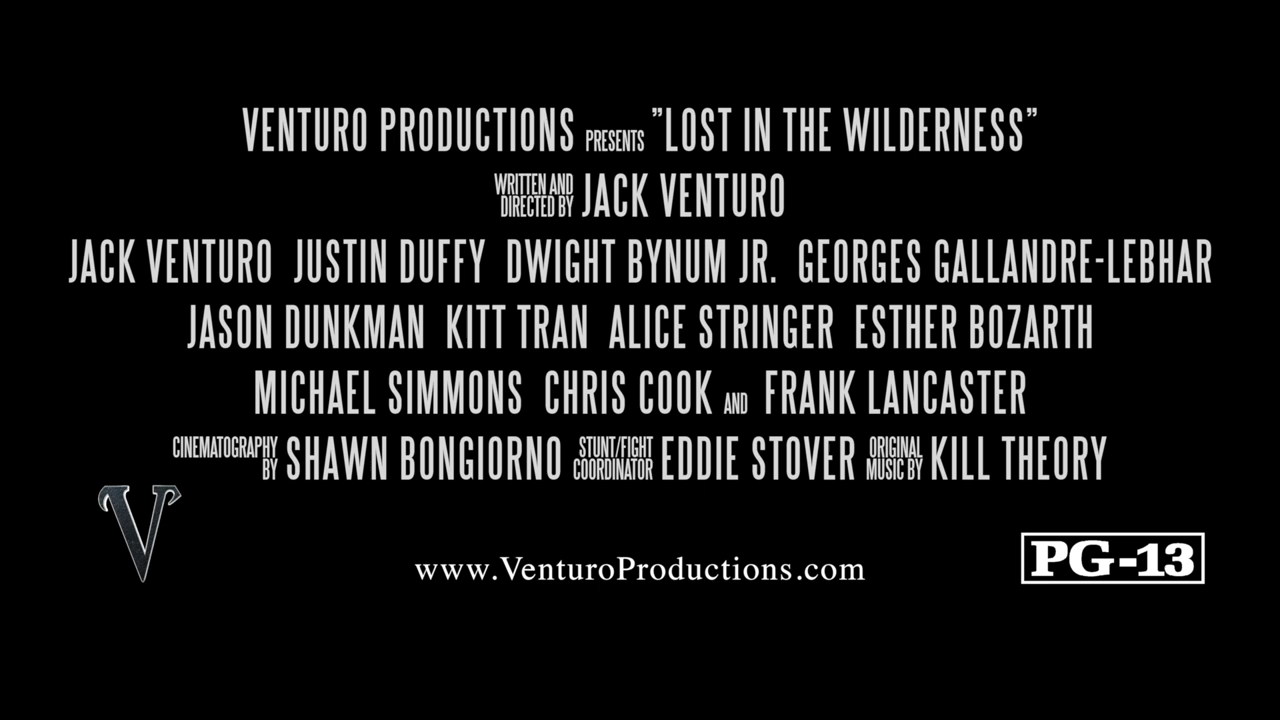 VENTURO PRODUCTIONS PRESENTS "LOST IN THE WILDERNESS"
WRITTEN AND DIRECTED BY JACK VENTURO
JACK VENTURO JUSTIN DUFFY DWIGHT BYNUM JR. GEORGES GALLANDRE-LEBHAR
JASON DUNKMAN KITT TRAN ALICE STRINGER ESTHER BOZARTH
MICHAEL SIMMONS CHRIS COOK AND FRANK LANCASTER
CINEMATOGRAPHY BY SHAWN BONGIORNO STUNT/FIGHT COORDINATOR EDDIE STOVER ORIGINAL MUSIC BY KILL THEORY
V
www.VenturoProductions.com
PG-13